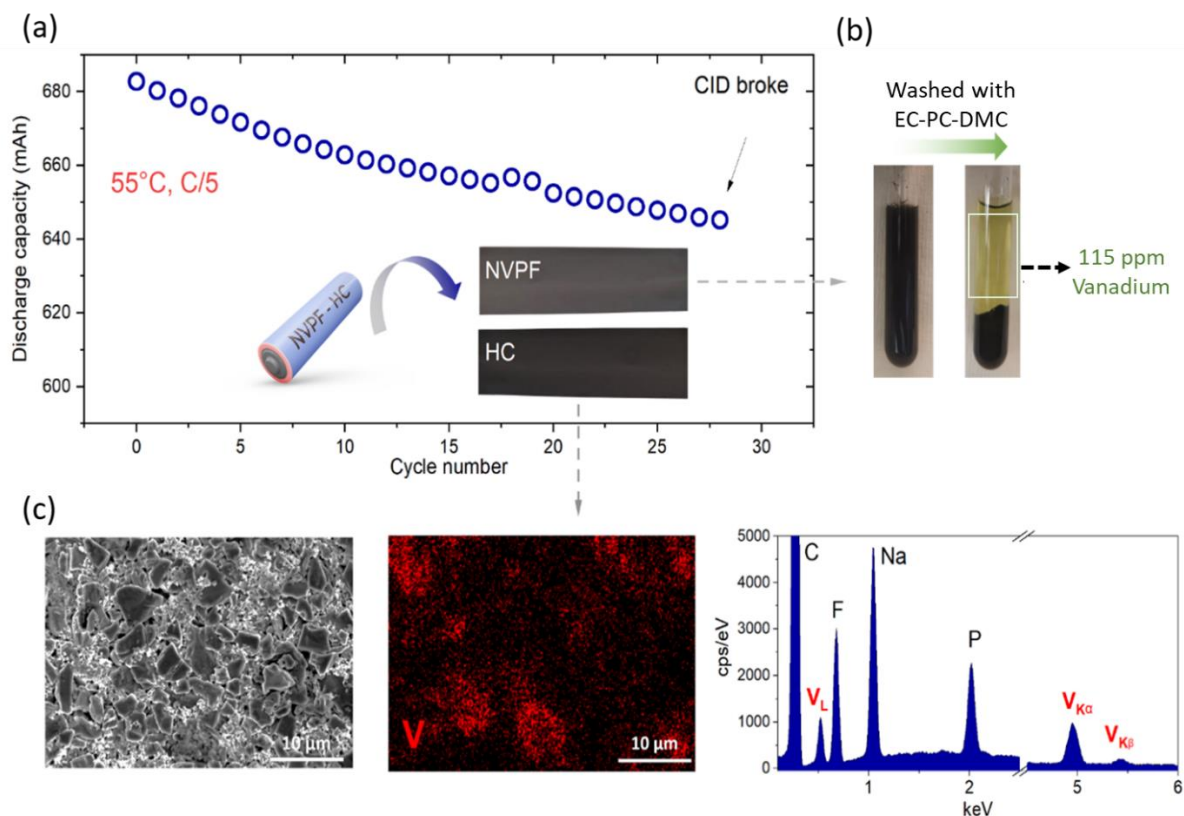 (a)
Discharge capacity (mAh)
680
660
640
620
600
55°C, C/5
CID broke
NVPF - HC
NVPF
HC
0
5
10
15
20
25
30
Cycle number
(b)
Washed with
EC-PC-DMC
115 ppm
Vanadium
(c)
10 µm
V
10 µm
cps/eV
5000
4000
3000
2000
1000
0
C
V_L
F
Na
P
V_Kα
V_Kβ
1
2
5
6
keV